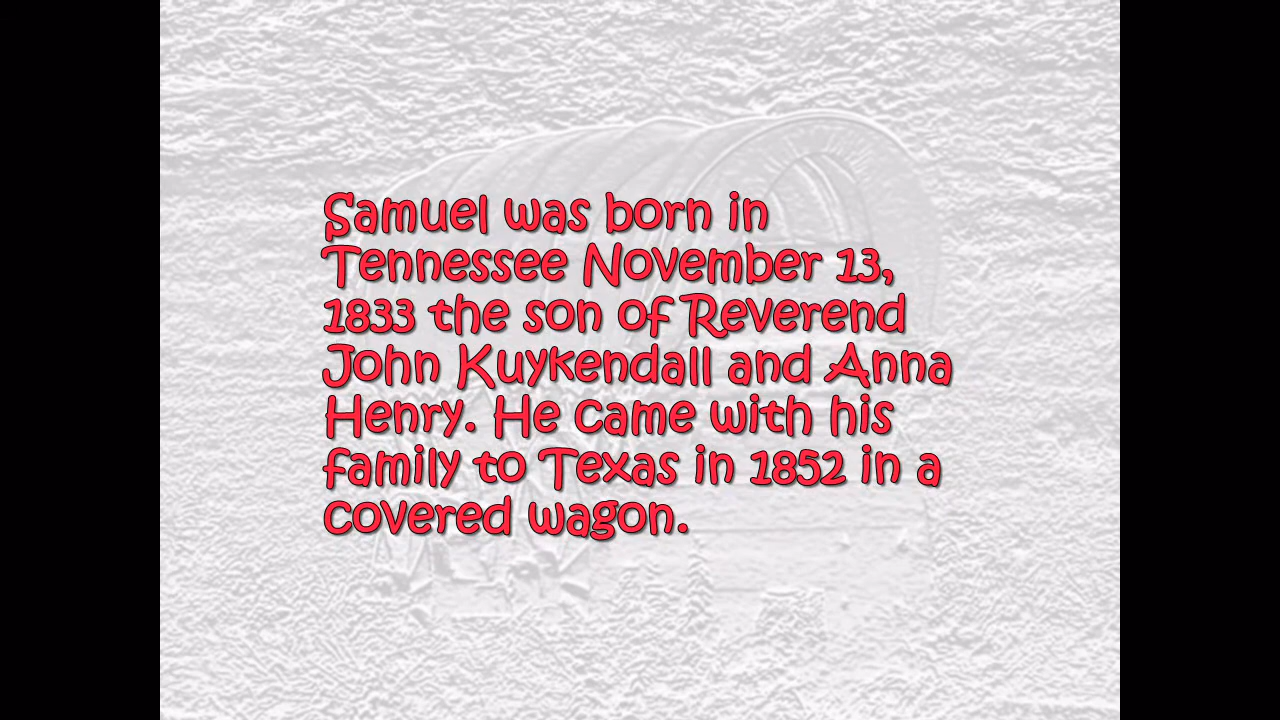 Samuel was born in
Tennessee November 13,
1833 the son of Reverend
John Kuykendall and Anna
Henry. He came with his
family to Texas in 1852 in a
covered wagon.